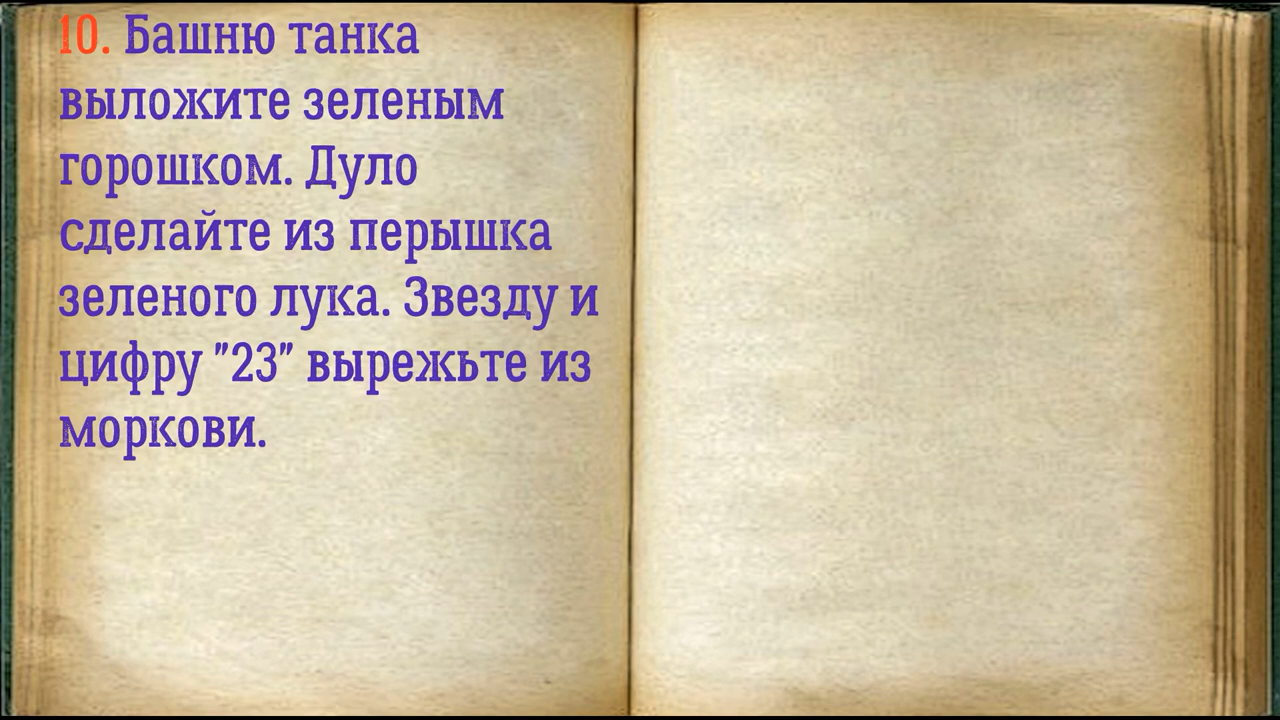 10. Башню танка
выложите зеленым
горошком. Дуло
сделайте из перышка
зеленого лука. Звезду и
цифру "23" вырежьте из
моркови.